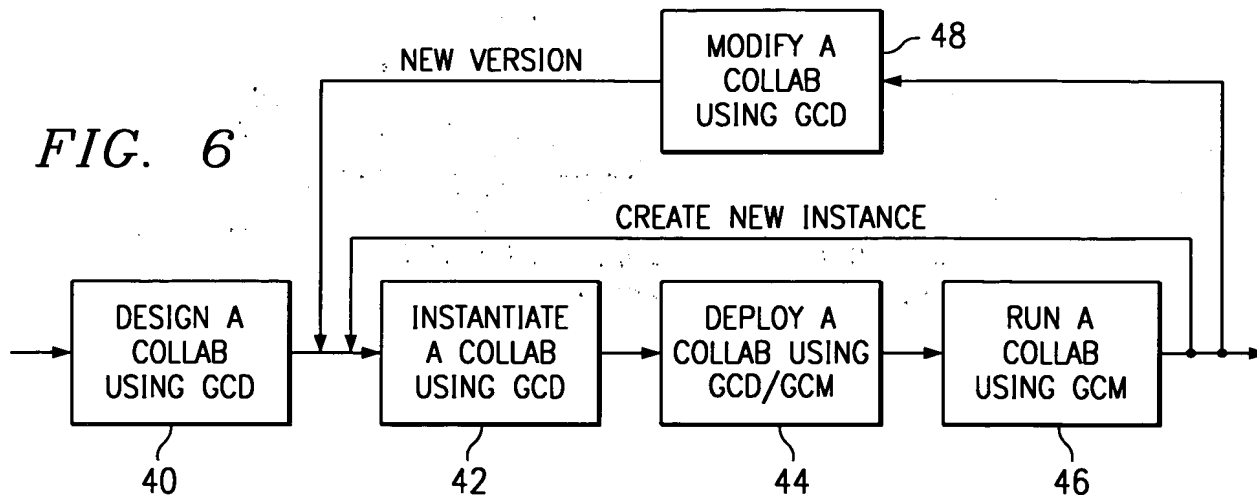 MODIFY A
COLLAB
USING GCD
48
NEW VERSION
FIG. 6
CREATE NEW INSTANCE
DESIGN A
COLLAB
USING GCD
INSTANTIATE
A COLLAB
USING GCD
DEPLOY A
COLLAB USING
GCD/GCM
RUN A
COLLAB
USING GCM
40
42
44
46